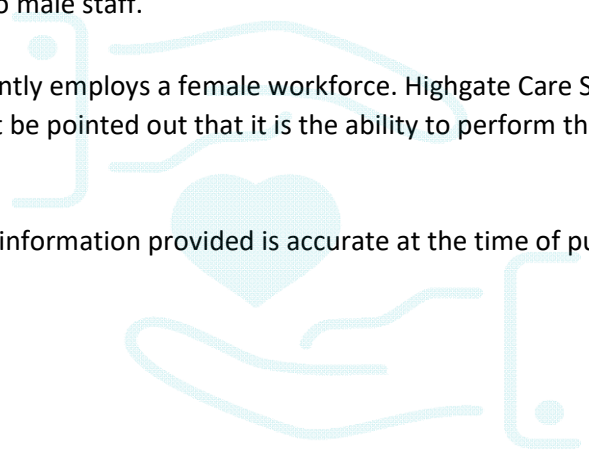 male staff.
ntly employs a female workforce. Highgate Care S
be pointed out that it is the ability to perform th
information provided is accurate at the time of pu